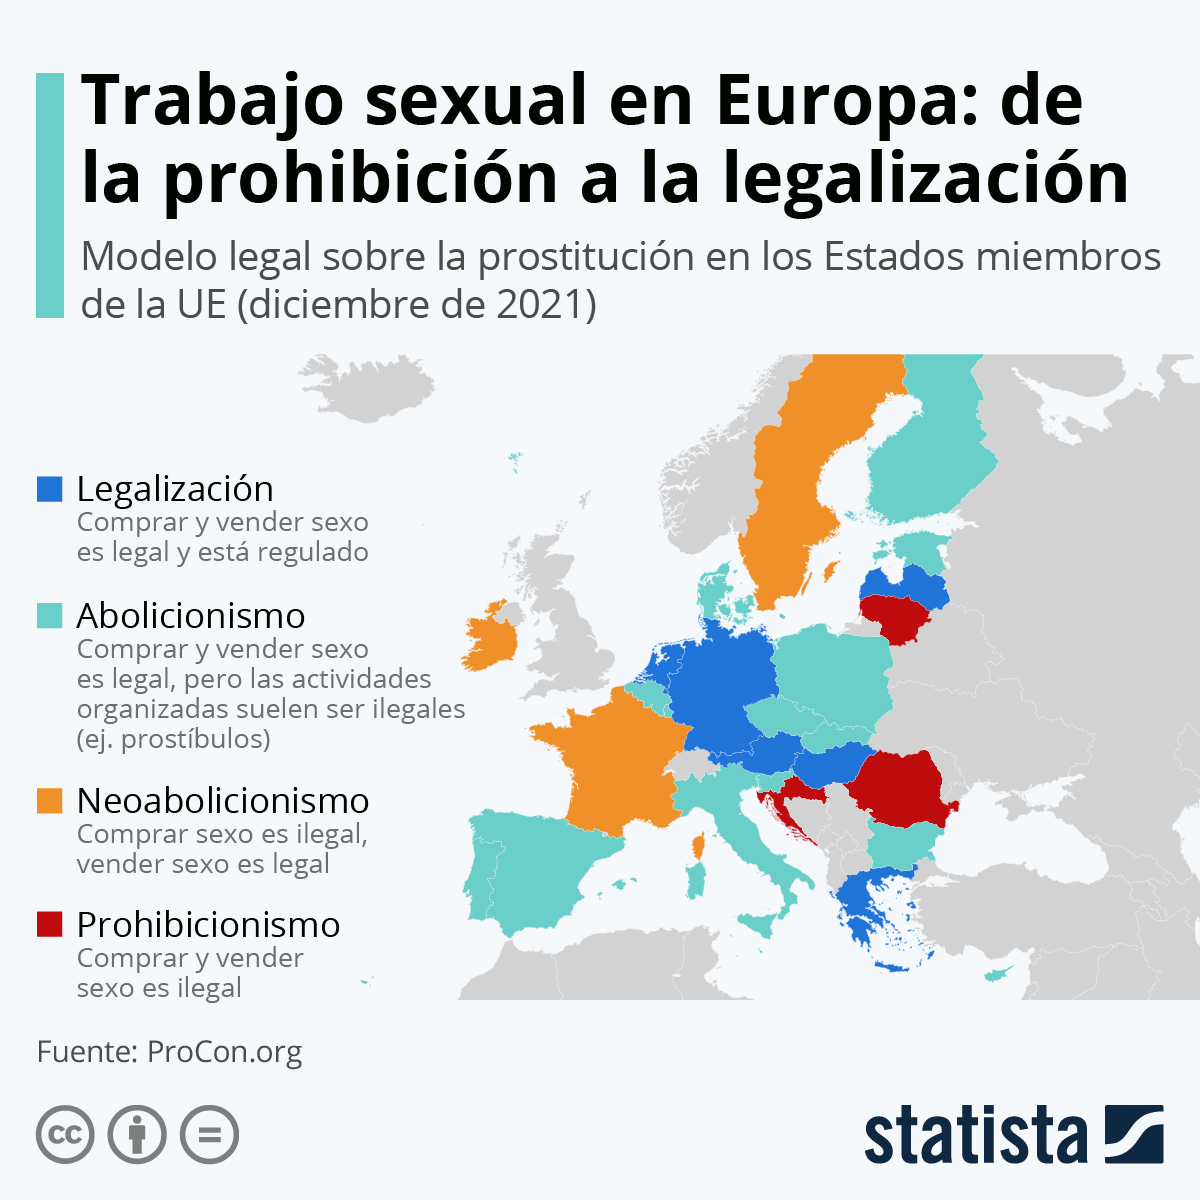 Trabajo sexual en Europa: de
la prohibición a la legalización
Modelo legal sobre la prostitución en los Estados miembros
de la UE (diciembre de 2021)
Legalización
Comprar y vender sexo
es legal y está regulado
Abolicionismo
Comprar y vender sexo
es legal, pero las actividades
organizadas suelen ser ilegales
(ej. prostíbulos)
Neoabolicionismo
Comprar sexo es ilegal,
vender sexo es legal
Prohibicionismo
Comprar y vender
sexo es ilegal
Fuente: ProCon.org
cc
statista